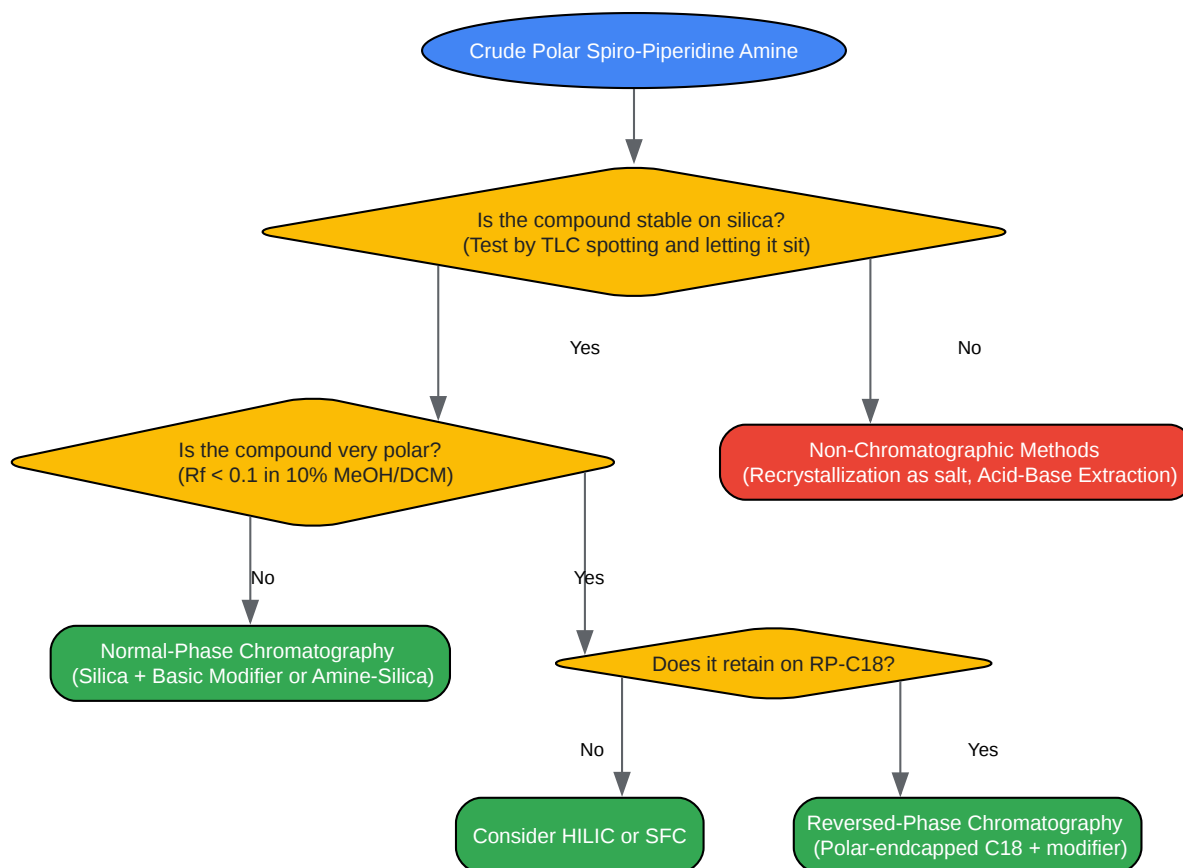 Crude Polar Spiro-Piperidine Amine
Is the compound stable on silica?
(Test by TLC spotting and letting it sit)
Yes
No
Is the compound very polar?
(Rf < 0.1 in 10% MeOH/DCM)
Non-Chromatographic Methods
(Recrystallization as salt, Acid-Base Extraction)
No
Yes
Normal-Phase Chromatography
(Silica + Basic Modifier or Amine-Silica)
Does it retain on RP-C18?
No
Yes
Consider HILIC or SFC
Reversed-Phase Chromatography
(Polar-endcapped C18 + modifier)